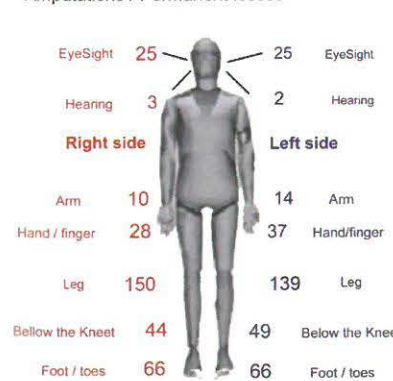 EyeSight 25 25 EyeSight
Hearing 3 2 Hearing
Right side Left side
Arm 10 14 Arm
Hand / finger 28 37 Hand/finger
Leg 150 139 Leg
Bellow the Kneet 44 49 Below the Knee
Foot / toes 66 66 Foot / toes